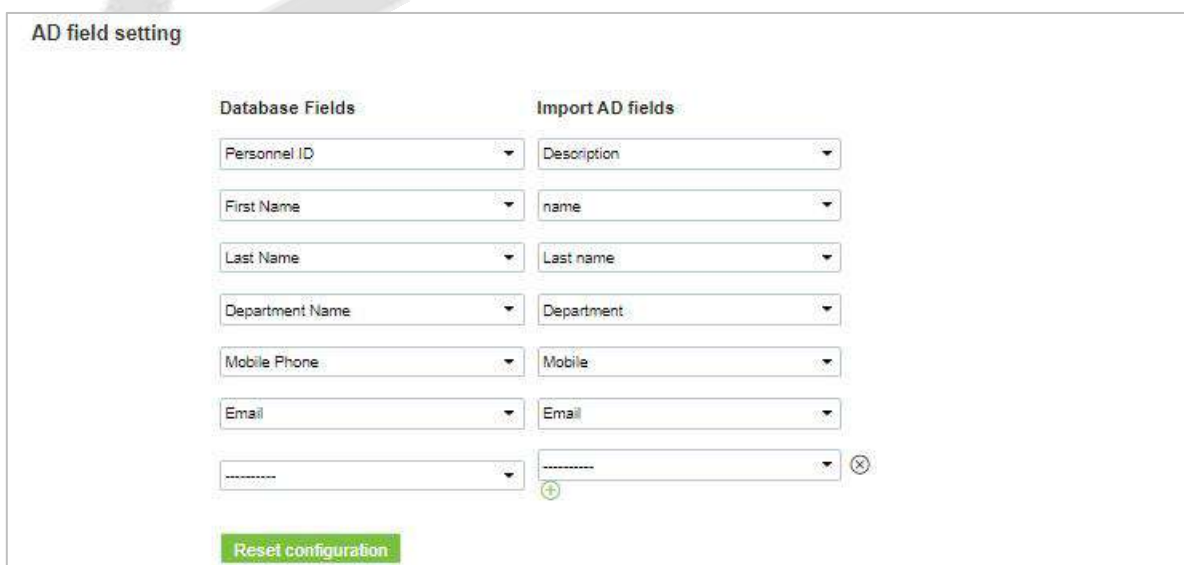 AD field setting
Database Fields Import AD fields
Personnel ID Description
First Name name
Last Name Last name
Department Name Department
Mobile Phone Mobile
Email Email
---------- ----------
Reset configuration